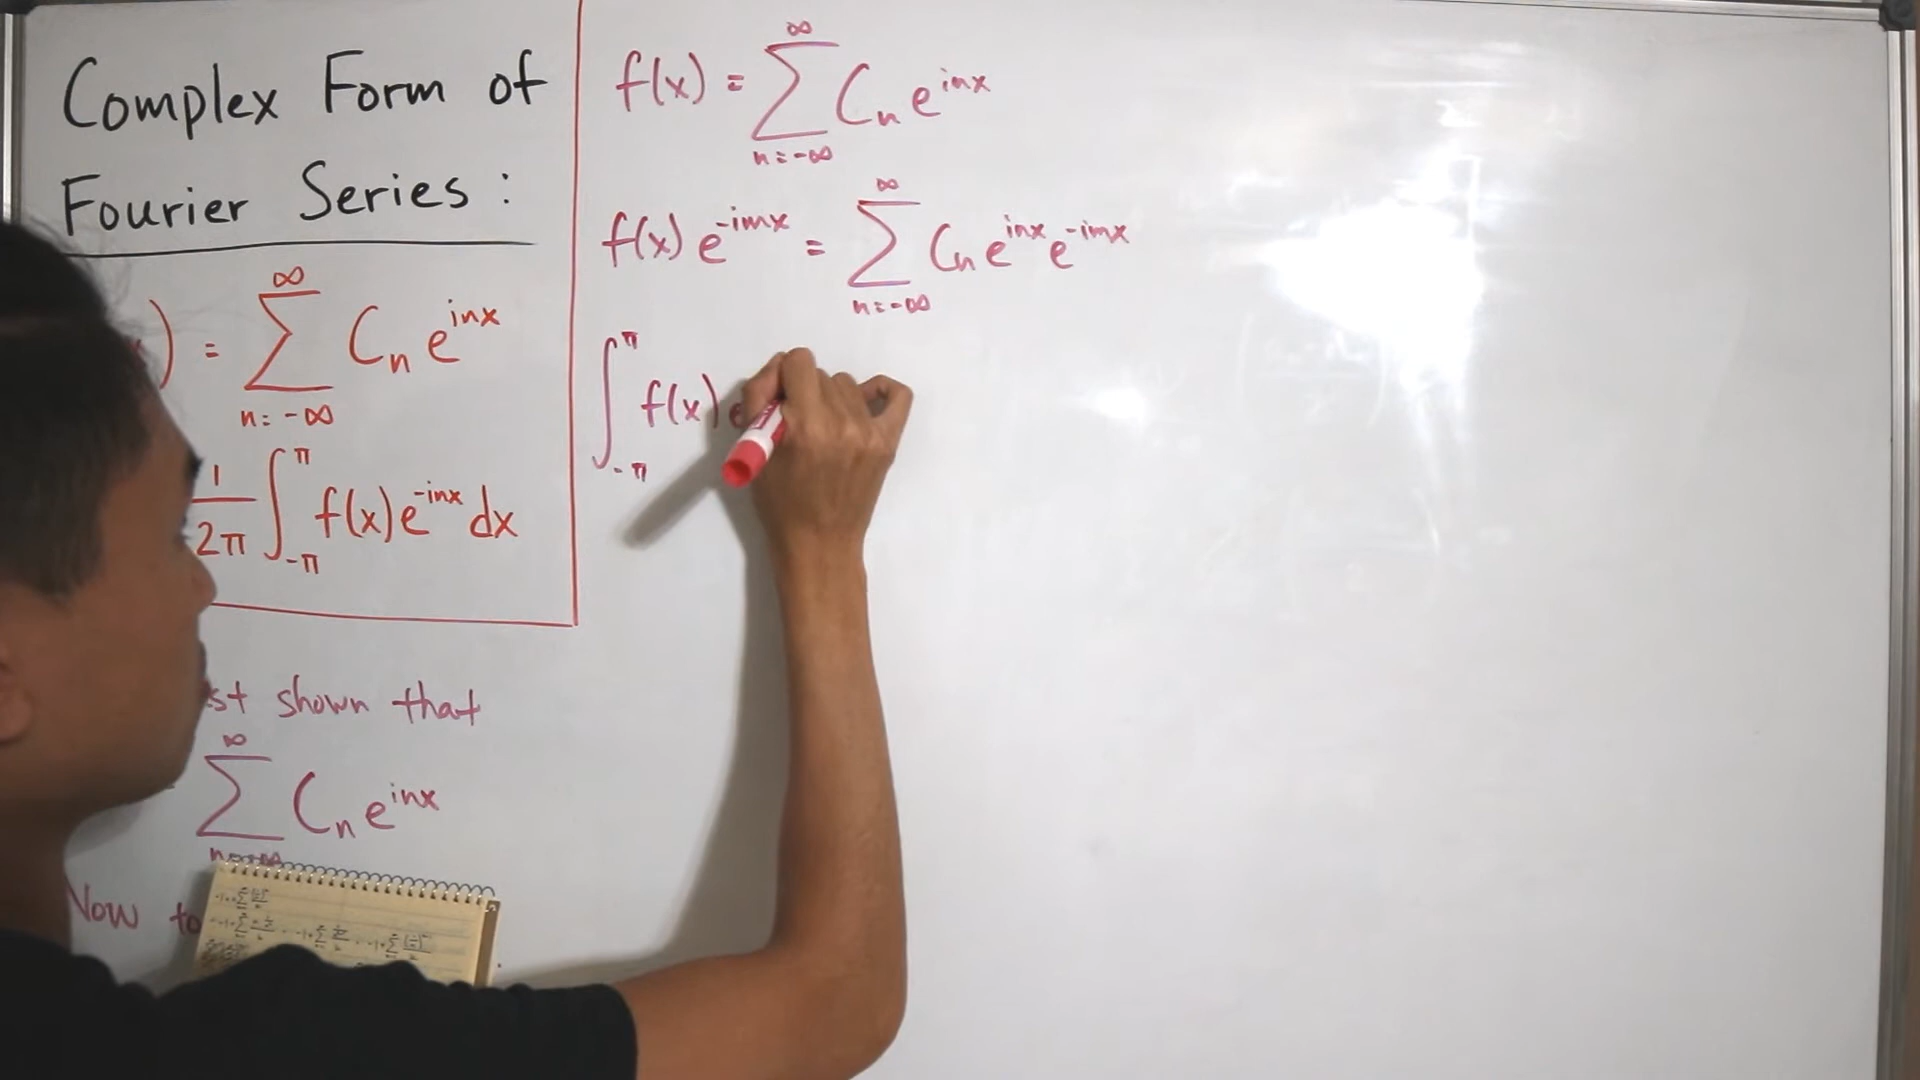 Complex Form of
Fourier Series :
) = ∑_{n=-∞}^{∞} C_n e^{inx}
1/2π ∫_{-π}^{π} f(x) e^{-inx} dx
st shown that
∑_{n=-∞}^{∞} C_n e^{inx}
Now to
f(x) = ∑_{n=-∞}^{∞} C_n e^{inx}
f(x) e^{-imx} = ∑_{n=-∞}^{∞} C_n e^{inx} e^{-imx}
∫_{-π}^{π} f(x) e